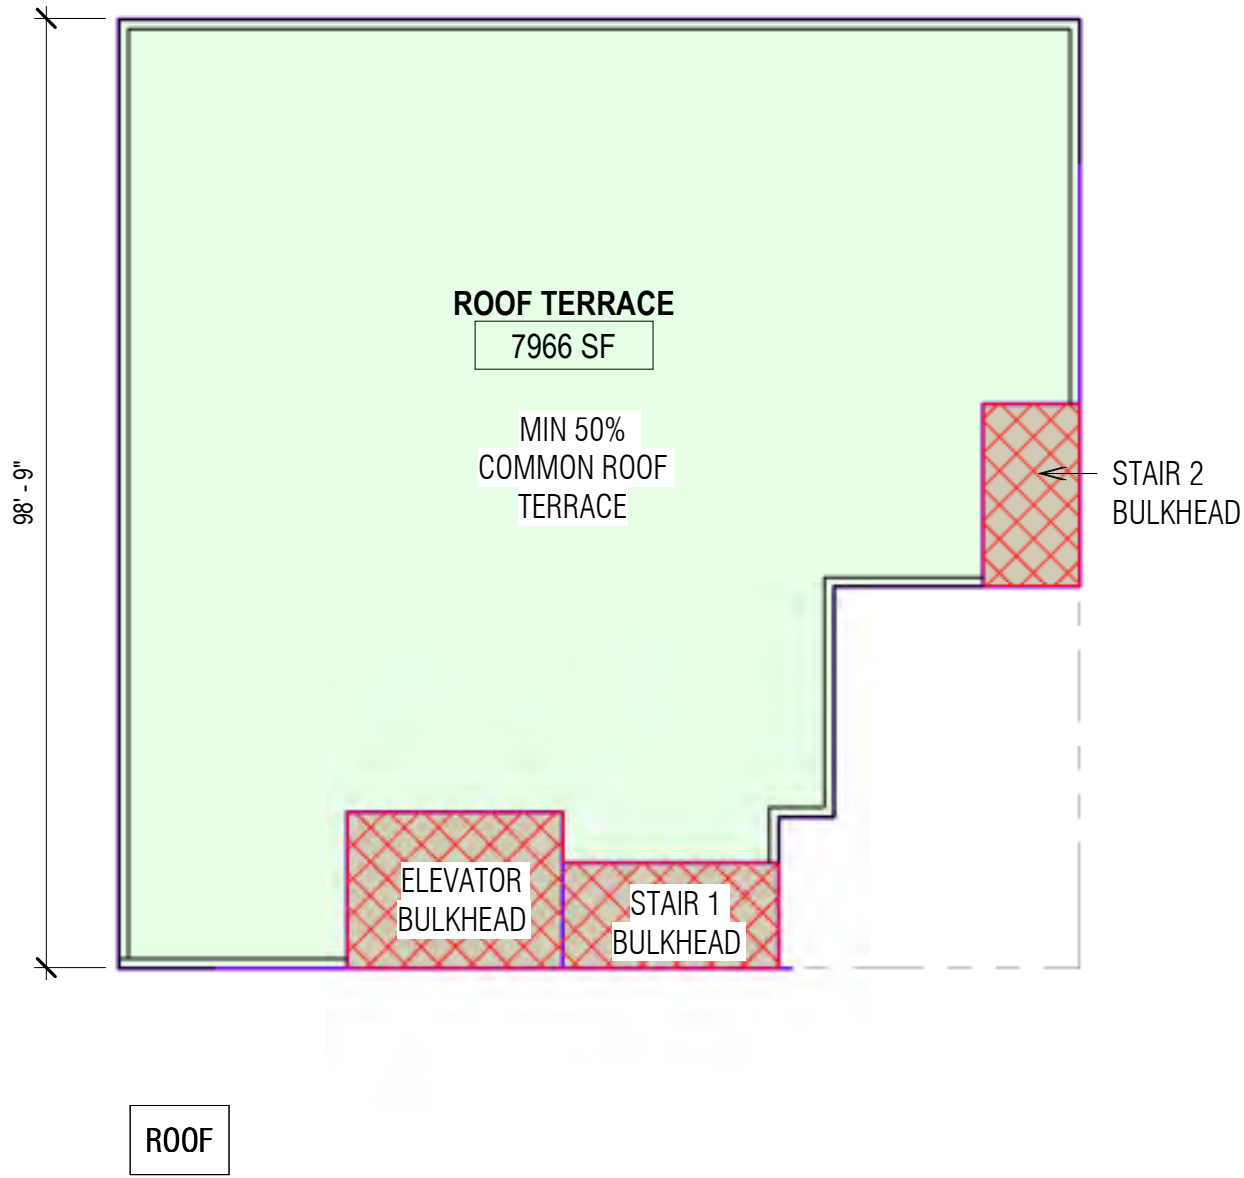 ROOF TERRACE
7966 SF
MIN 50%
COMMON ROOF
TERRACE
98' - 9"
STAIR 2
BULKHEAD
ELEVATOR
BULKHEAD
STAIR 1
BULKHEAD
ROOF